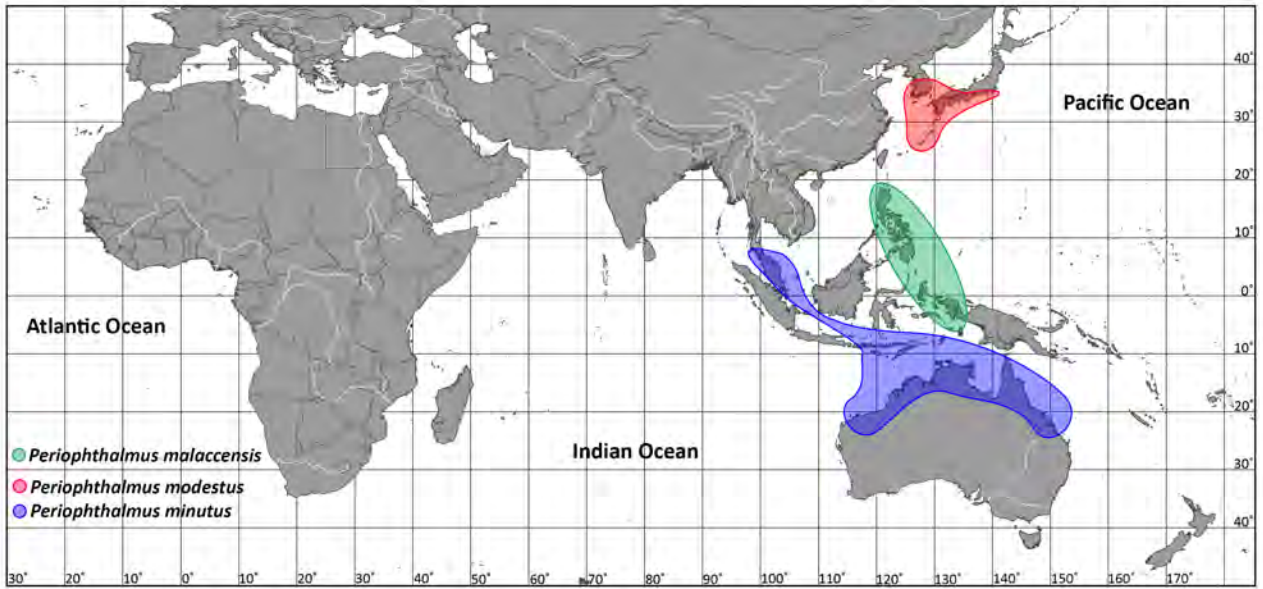 40°
Pacific Ocean
30°
20°
10°
0°
Atlantic Ocean
10°
20°
Indian Ocean
Periophthalmus malaccensis
30°
Periophthalmus modestus
Periophthalmus minutus
40°
30° 20° 10° 0° 10° 20° 30° 40° 50° 60° 70° 80° 90° 100° 110° 120° 130° 140° 150° 160° 170°